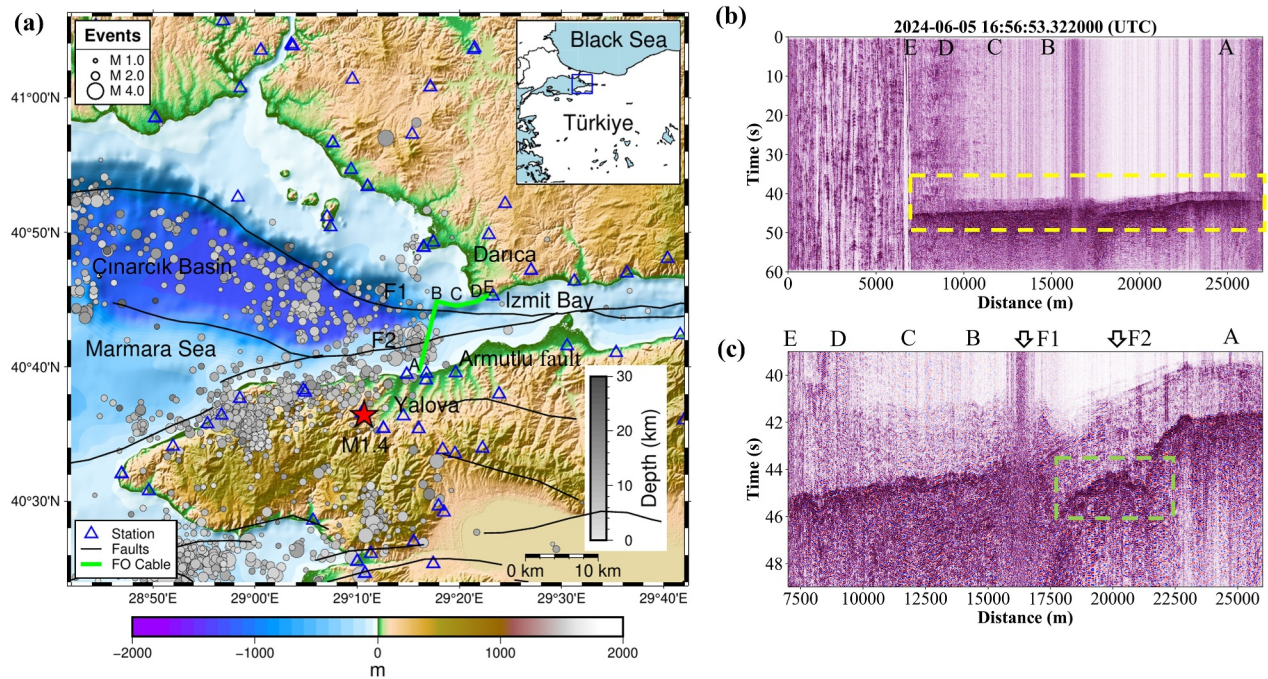 (a)
Events
M 1.0
M 2.0
M 4.0
Black Sea
Türkiye
41°00'N
40°50'N
40°40'N
40°30'N
Çınarcık Basin
Marmara Sea
F1
F2
Darıca
B C D E
Izmit Bay
A
Armutlu fault
Yalova
M1.4
30
20
10
0
Depth (km)
Station
Faults
FO Cable
0 km 10 km
28°50'E 29°00'E 29°10'E 29°20'E 29°30'E 29°40'E
−2000 −1000 0 1000 2000
m
(b)
2024-06-05 16:56:53.322000 (UTC)
E D C B A
0
10
20
30
40
50
60
Time (s)
0 5000 10000 15000 20000 25000
Distance (m)
(c)
E D C B F1 F2 A
40
42
44
46
48
Time (s)
7500 10000 12500 15000 17500 20000 22500 25000
Distance (m)